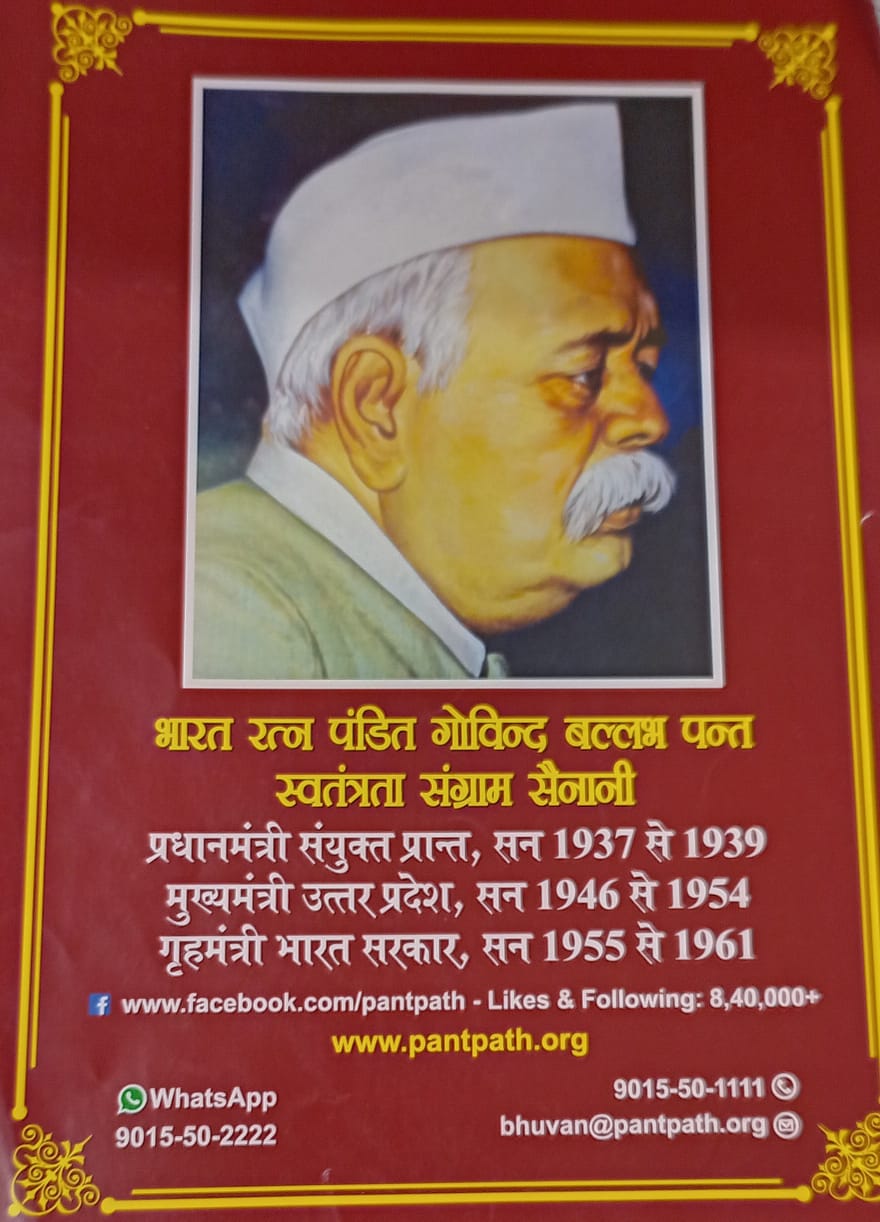 भारत रत्न पंडित गोविन्द बल्लभ पन्त
स्वतंत्रता संग्राम सैनानी
प्रधानमंत्री संयुक्त प्रान्त, सन 1937 से 1939
मुख्यमंत्री उत्तर प्रदेश, सन 1946 से 1954
गृहमंत्री भारत सरकार, सन 1955 से 1961
f www.facebook.com/pantpath - Likes & Following: 8,40,000+
www.pantpath.org
WhatsApp
9015-50-2222
9015-50-1111
bhuvan@pantpath.org